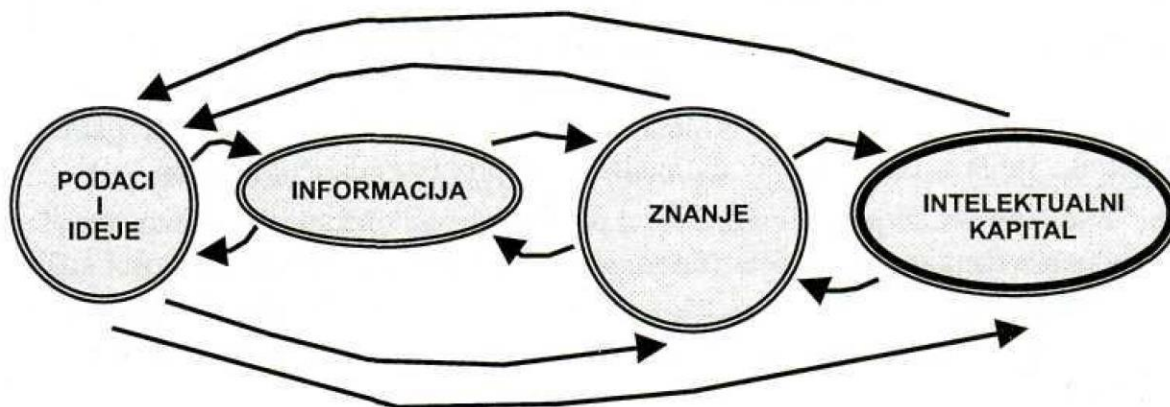 PODACI
I
IDEJE
INFORMACIJA
ZNANJE
INTELEKTUALNI
KAPITAL